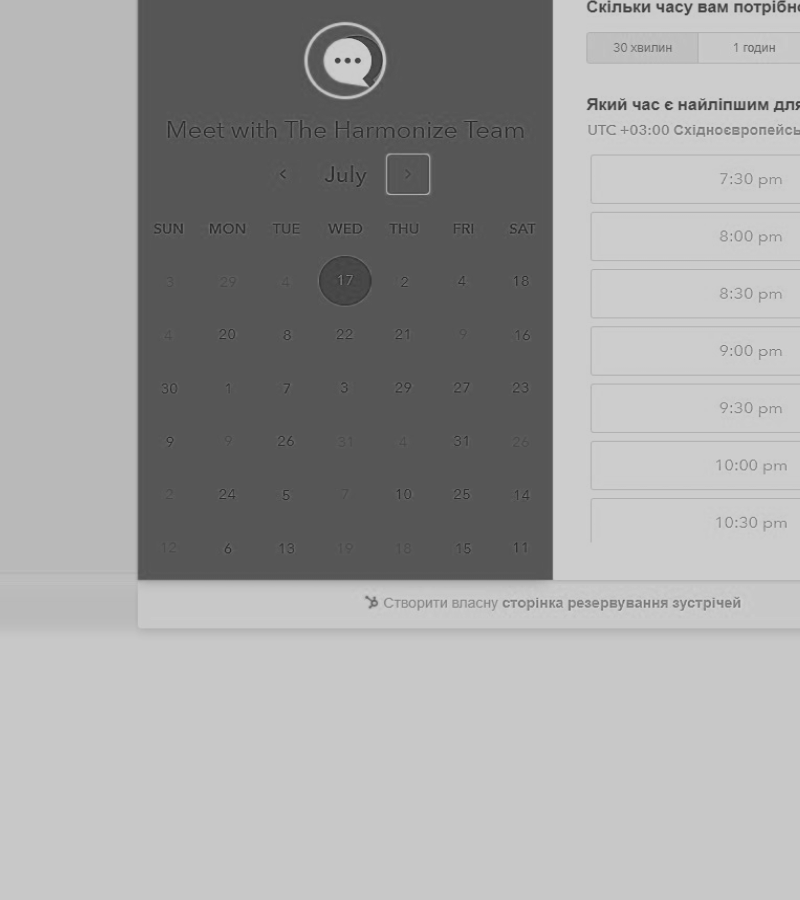 Скільки часу вам потрібно
30 хвилин 1 годин
Meet with The Harmonize Team
Який час є найліпшим для
UTC +03:00
July
7:30 pm
SUN MON TUE WED THU FRI SAT
8:00 pm
3 29 4 17 2 4 18
8:30 pm
4 20 8 22 21 9 16
9:00 pm
30 1 7 3 29 27 23
9:30 pm
9 9 26 31 4 31 26
10:00 pm
2 24 5 7 10 25 14
10:30 pm
12 6 13 19 18 15 11
Створити власну сторінка резервування зустрічей